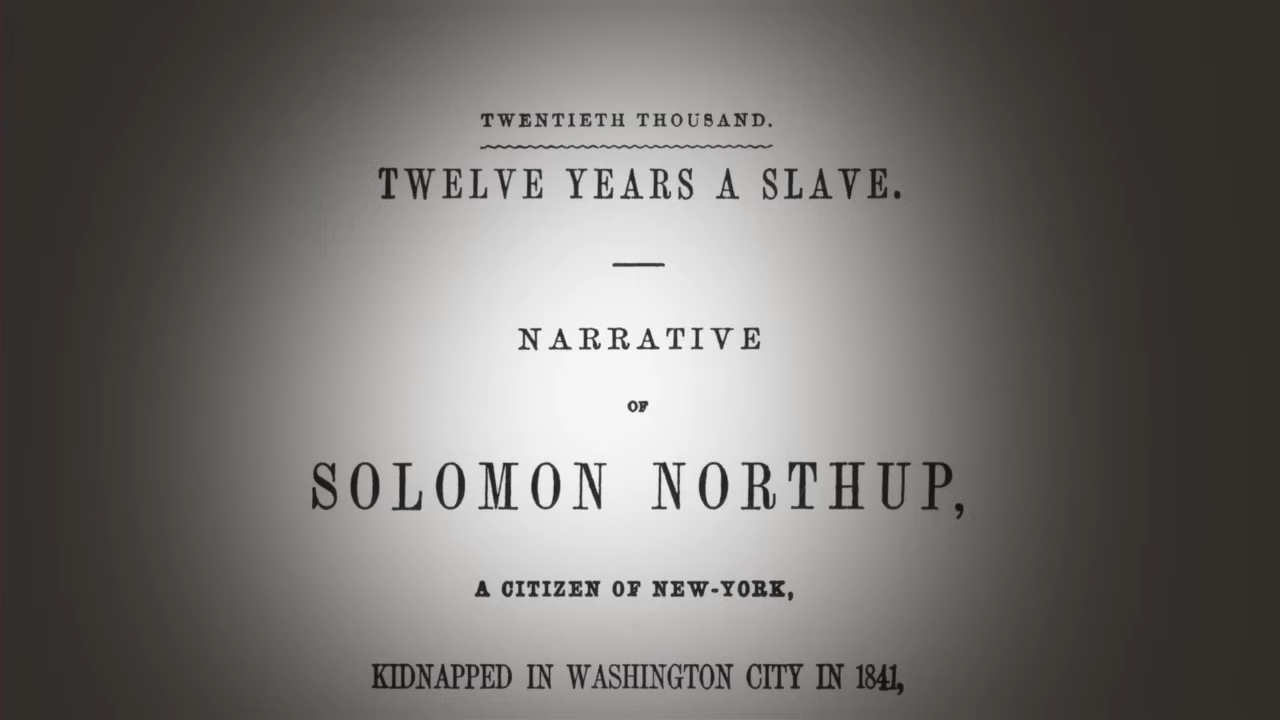 TWENTIETH THOUSAND.
TWELVE YEARS A SLAVE.
NARRATIVE
OF
SOLOMON NORTHUP,
A CITIZEN OF NEW-YORK,
KIDNAPPED IN WASHINGTON CITY IN 1841,